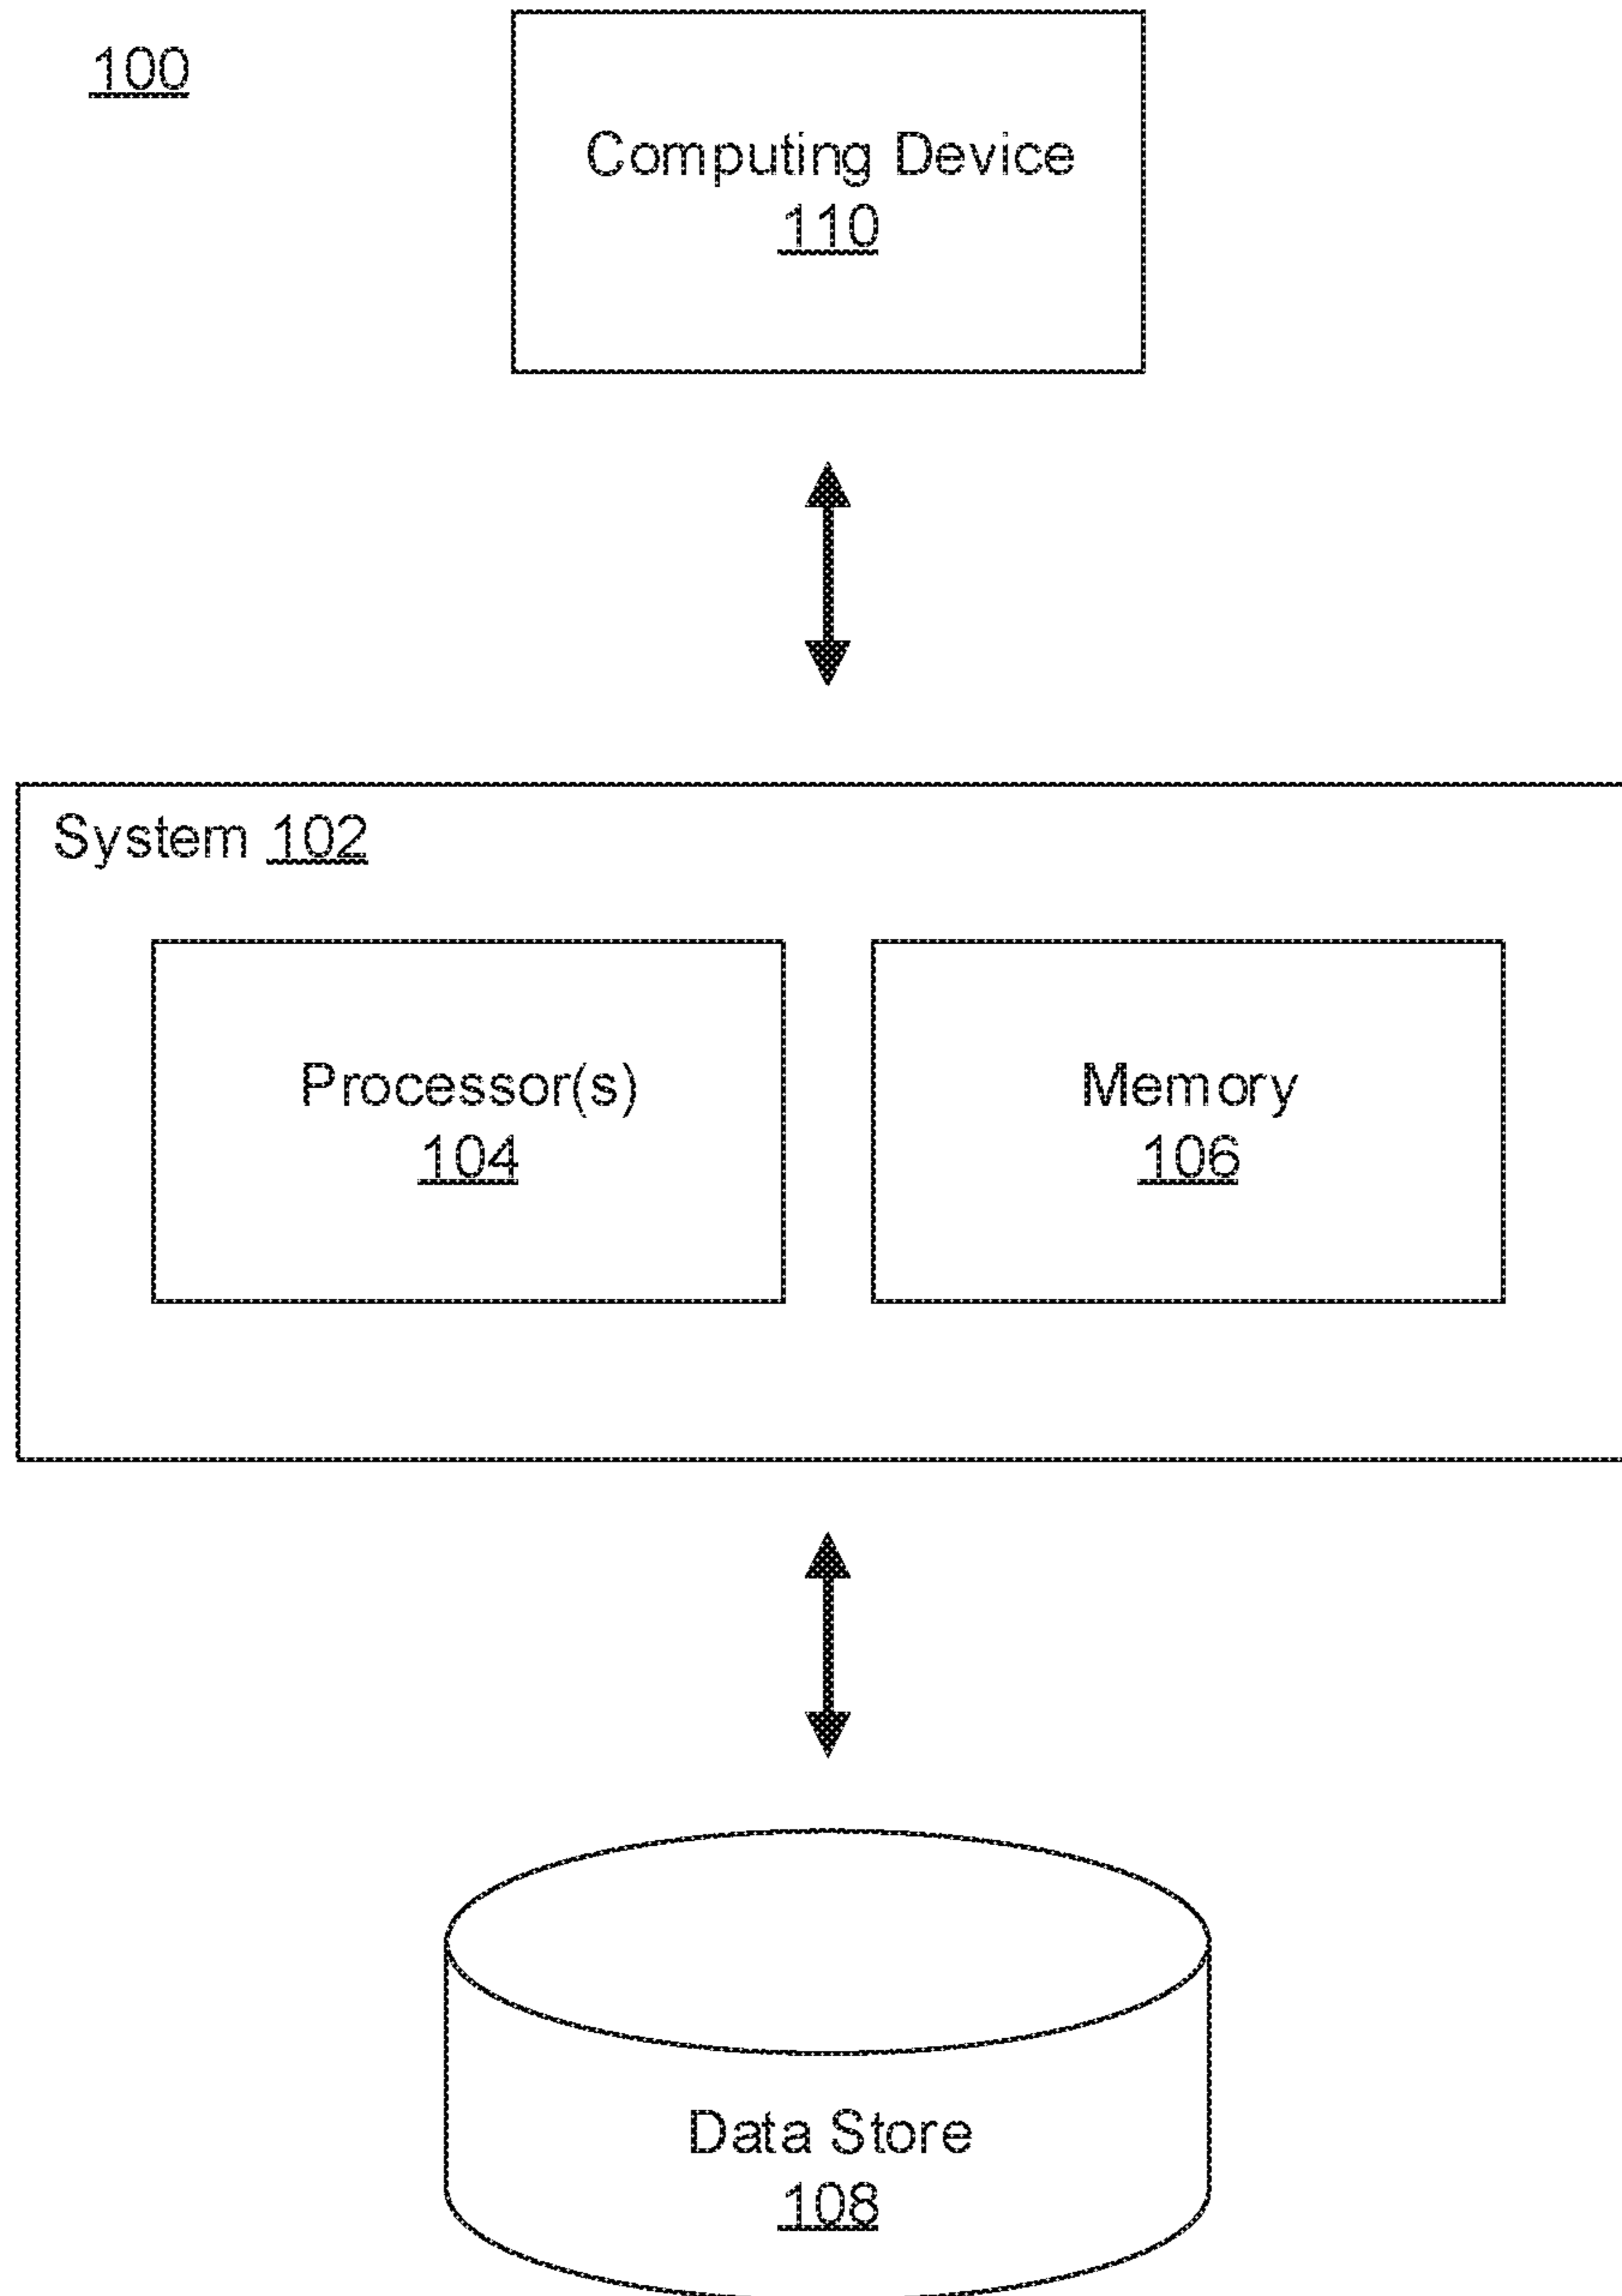 100
Computing Device
110
System 102
Processor(s)
104
Memory
106
Data Store
108